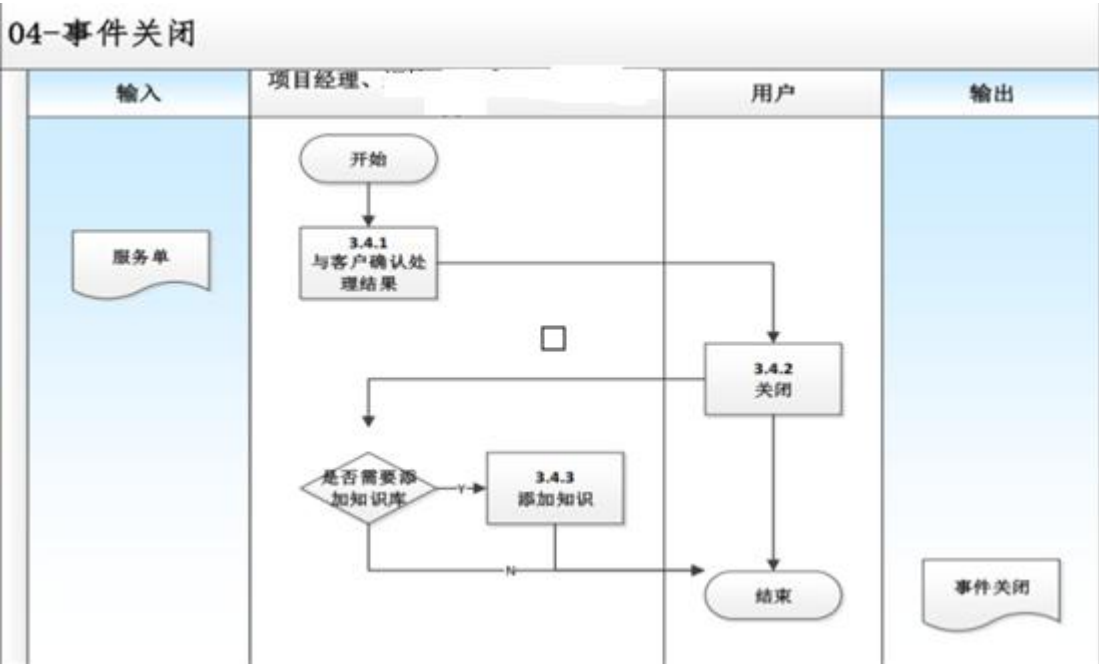 04-事件关闭
输入
项目经理、
用户
输出
开始
服务单
3.4.1
与客户确认处
理结果
3.4.2
关闭
是否需要添
加知识库
Y
3.4.3
添加知识
N
结束
事件关闭